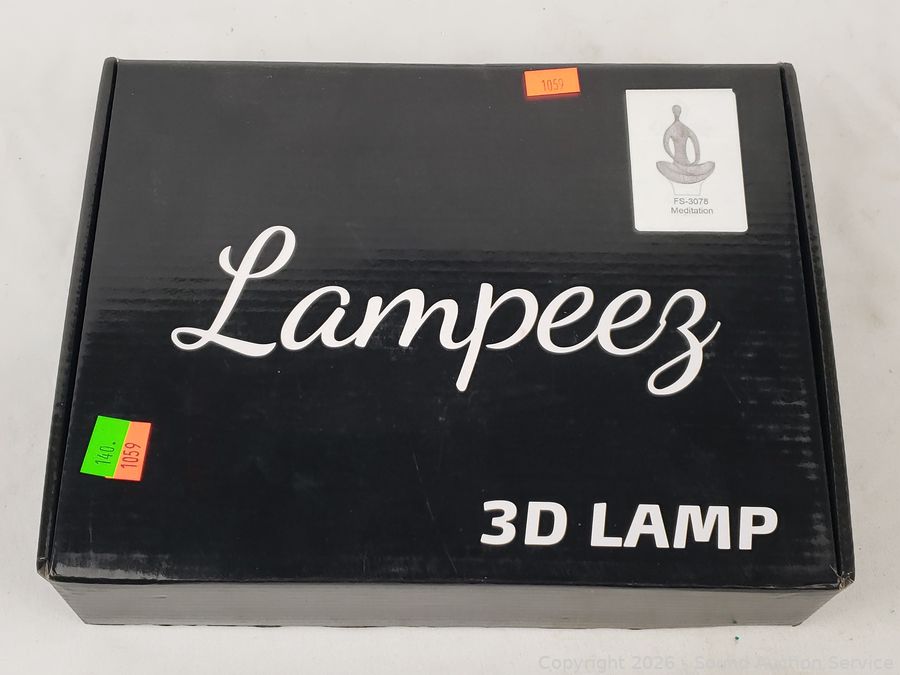 1059
FS-3078
Meditation
Lampeez
140.
1059
3D LAMP
Copyright 2026 - Sound Auction Service